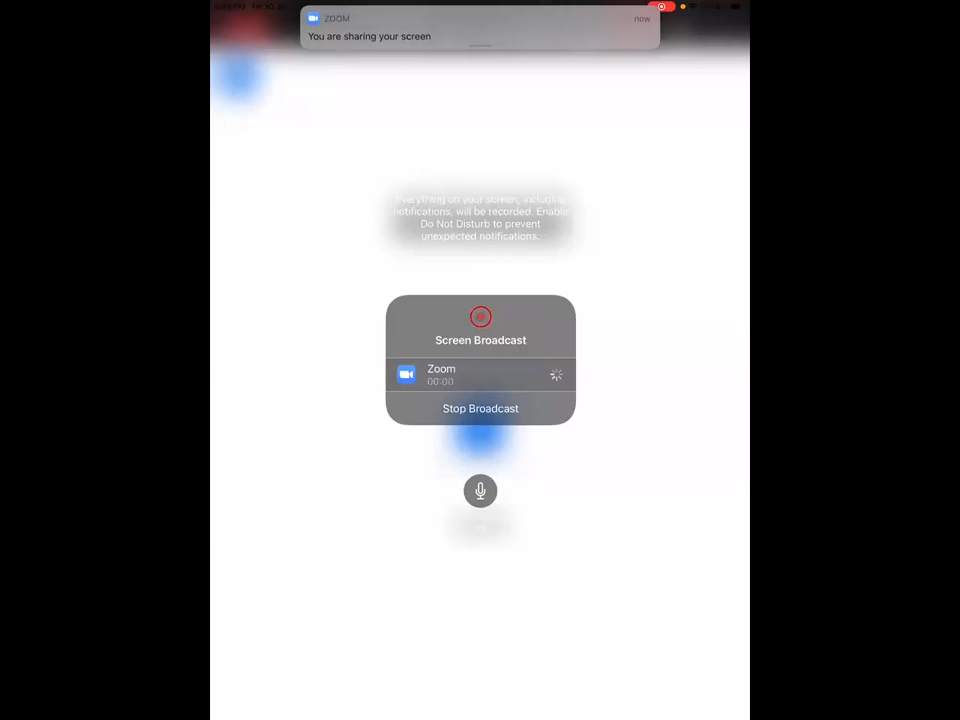 ZOOM
now
You are sharing your screen
Everything on your screen, including
notifications, will be recorded. Enable
Do Not Disturb to prevent
unexpected notifications.
Screen Broadcast
Zoom
00:00
Stop Broadcast